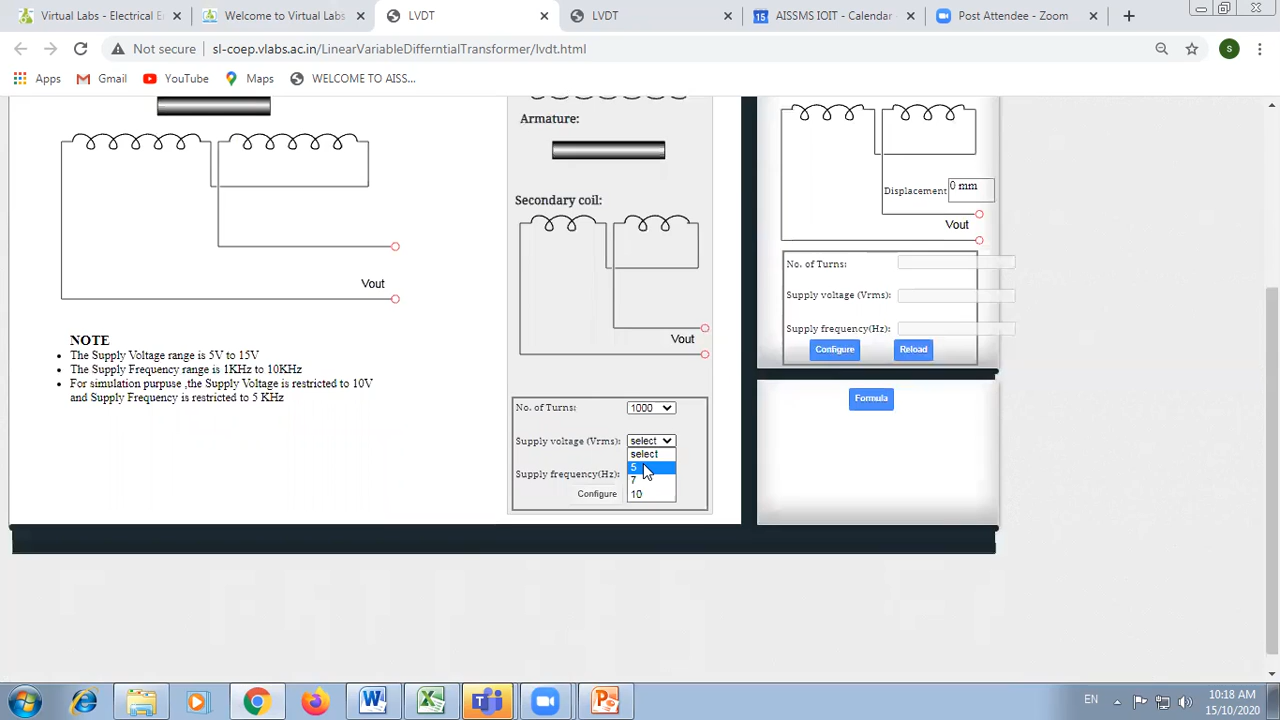 Virtual Labs - Electrical E
Welcome to Virtual Labs
LVDT
LVDT
AISSMS IOIT - Calendar
Post Attendee - Zoom
Not secure
sl-coep.vlabs.ac.in/LinearVariableDifferntialTransformer/lvdt.html
S
Apps
Gmail
YouTube
Maps
WELCOME TO AISS...
Vout
NOTE
The Supply Voltage range is 5V to 15V
The Supply Frequency range is 1KHz to 10KHz
For simulation purpuse ,the Supply Voltage is restricted to 10V
and Supply Frequency is restricted to 5 KHz
Armature:
Secondary coil:
Vout
No. of Turns:
1000
Supply voltage (Vrms):
select
select
5
7
10
Supply frequency(Hz):
Configure
Displacement
0 mm
Vout
No. of Turns:
Supply voltage (Vrms):
Supply frequency(Hz):
Configure
Reload
Formula
EN
10:18 AM
15/10/2020